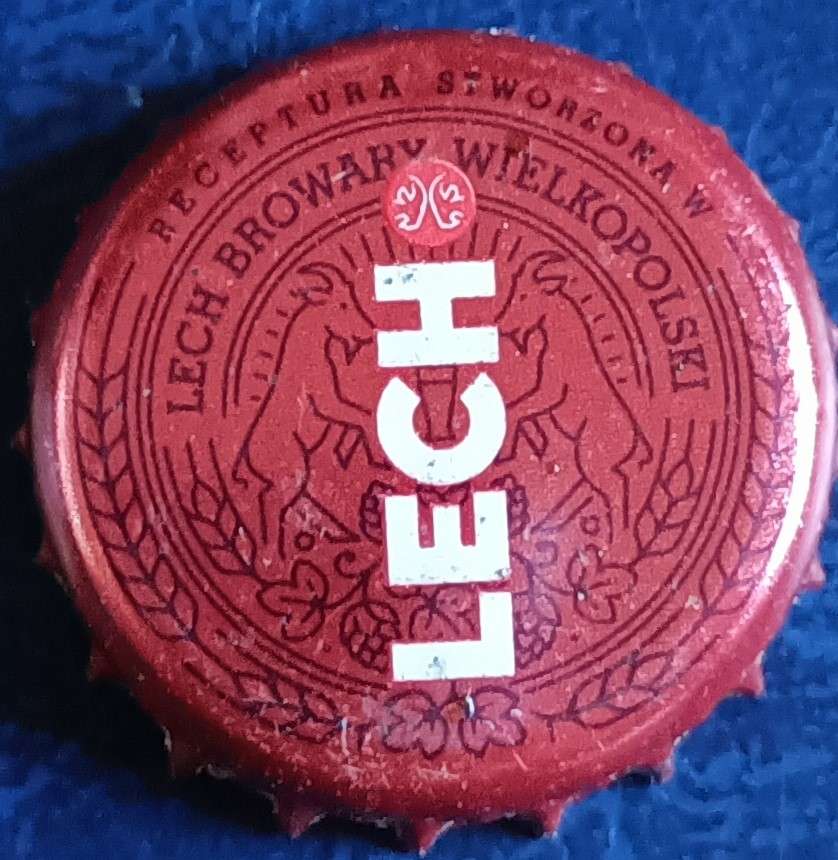 RECEPTURA STWORZONA W
LECH BROWARY WIELKOPOLSKI
LECH